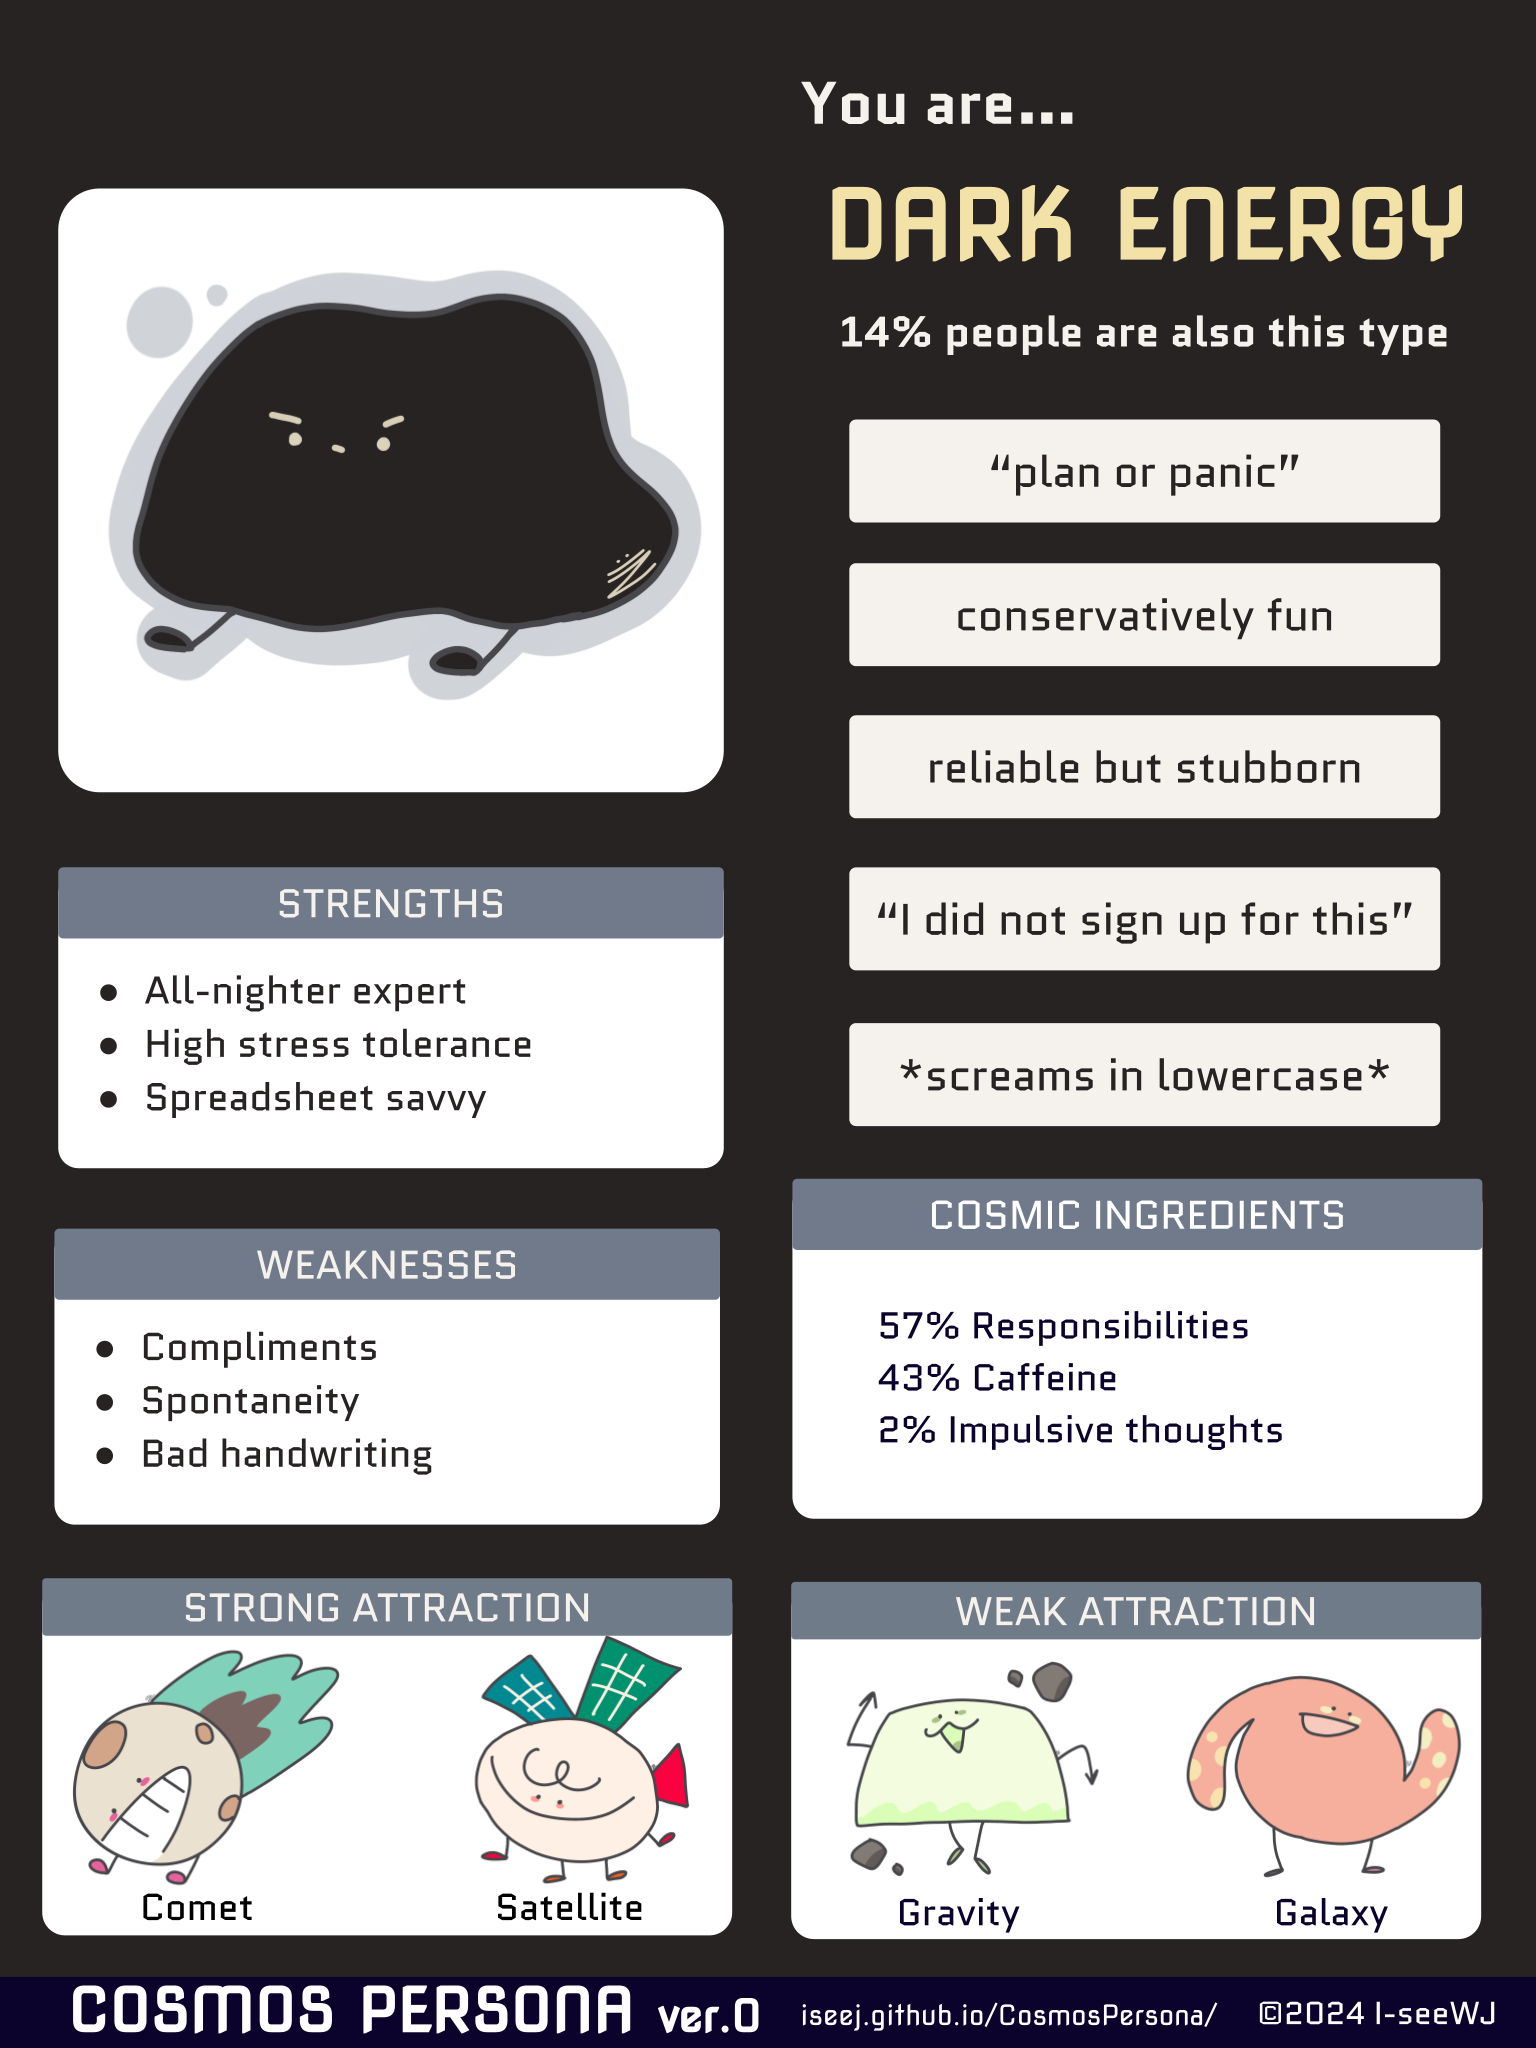 You are...
DARK ENERGY
14% people are also this type
“plan or panic”
conservatively fun
reliable but stubborn
“I did not sign up for this”
*screams in lowercase*
STRENGTHS
● All-nighter expert
● High stress tolerance
● Spreadsheet savvy
WEAKNESSES
● Compliments
● Spontaneity
● Bad handwriting
COSMIC INGREDIENTS
57% Responsibilities
43% Caffeine
2% Impulsive thoughts
STRONG ATTRACTION
Comet
Satellite
WEAK ATTRACTION
Gravity
Galaxy
COSMOS PERSONA ver.0 iseej.github.io/CosmosPersona/ ©2024 I-seeWJ